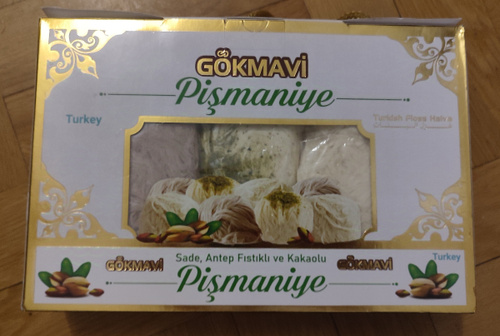 GÖKMAVİ
Pişmaniye
Turkey
Turkish Floss Halva
Sade, Antep Fıstıklı ve Kakaolu
GÖKMAVİ
GÖKMAVİ
Turkey
Pişmaniye